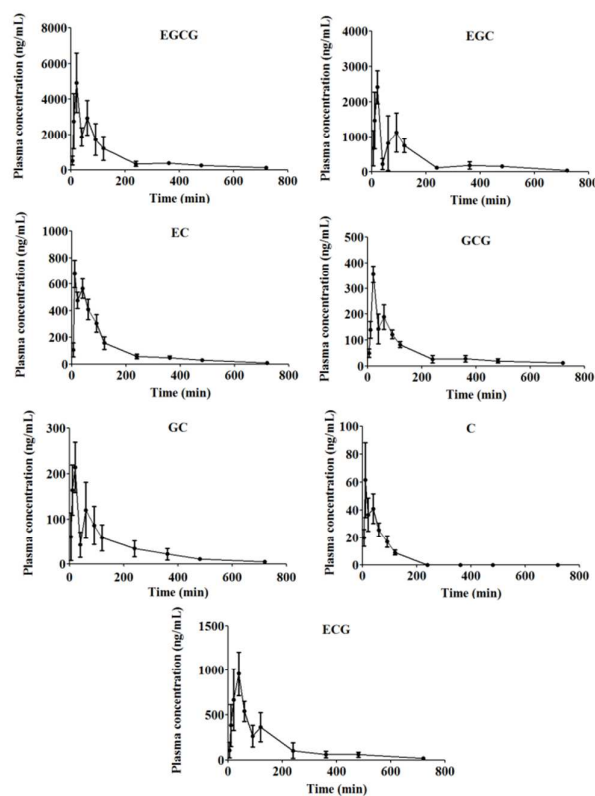 EGCG
Plasma concentration (ng/mL)
8000
6000
4000
2000
0
0 200 400 600 800
Time (min)
EGC
Plasma concentration (ng/mL)
4000
3000
2000
1000
0
0 200 400 600 800
Time (min)
EC
Plasma concentration (ng/mL)
1000
800
600
400
200
0
0 200 400 600 800
Time (min)
GCG
Plasma concentration (ng/mL)
500
400
300
200
100
0
0 200 400 600 800
Time (min)
GC
Plasma concentration (ng/mL)
300
200
100
0
0 200 400 600 800
Time (min)
C
Plasma concentration (ng/mL)
100
80
60
40
20
0
0 200 400 600 800
Time (min)
ECG
Plasma concentration (ng/mL)
1500
1000
500
0
0 200 400 600 800
Time (min)